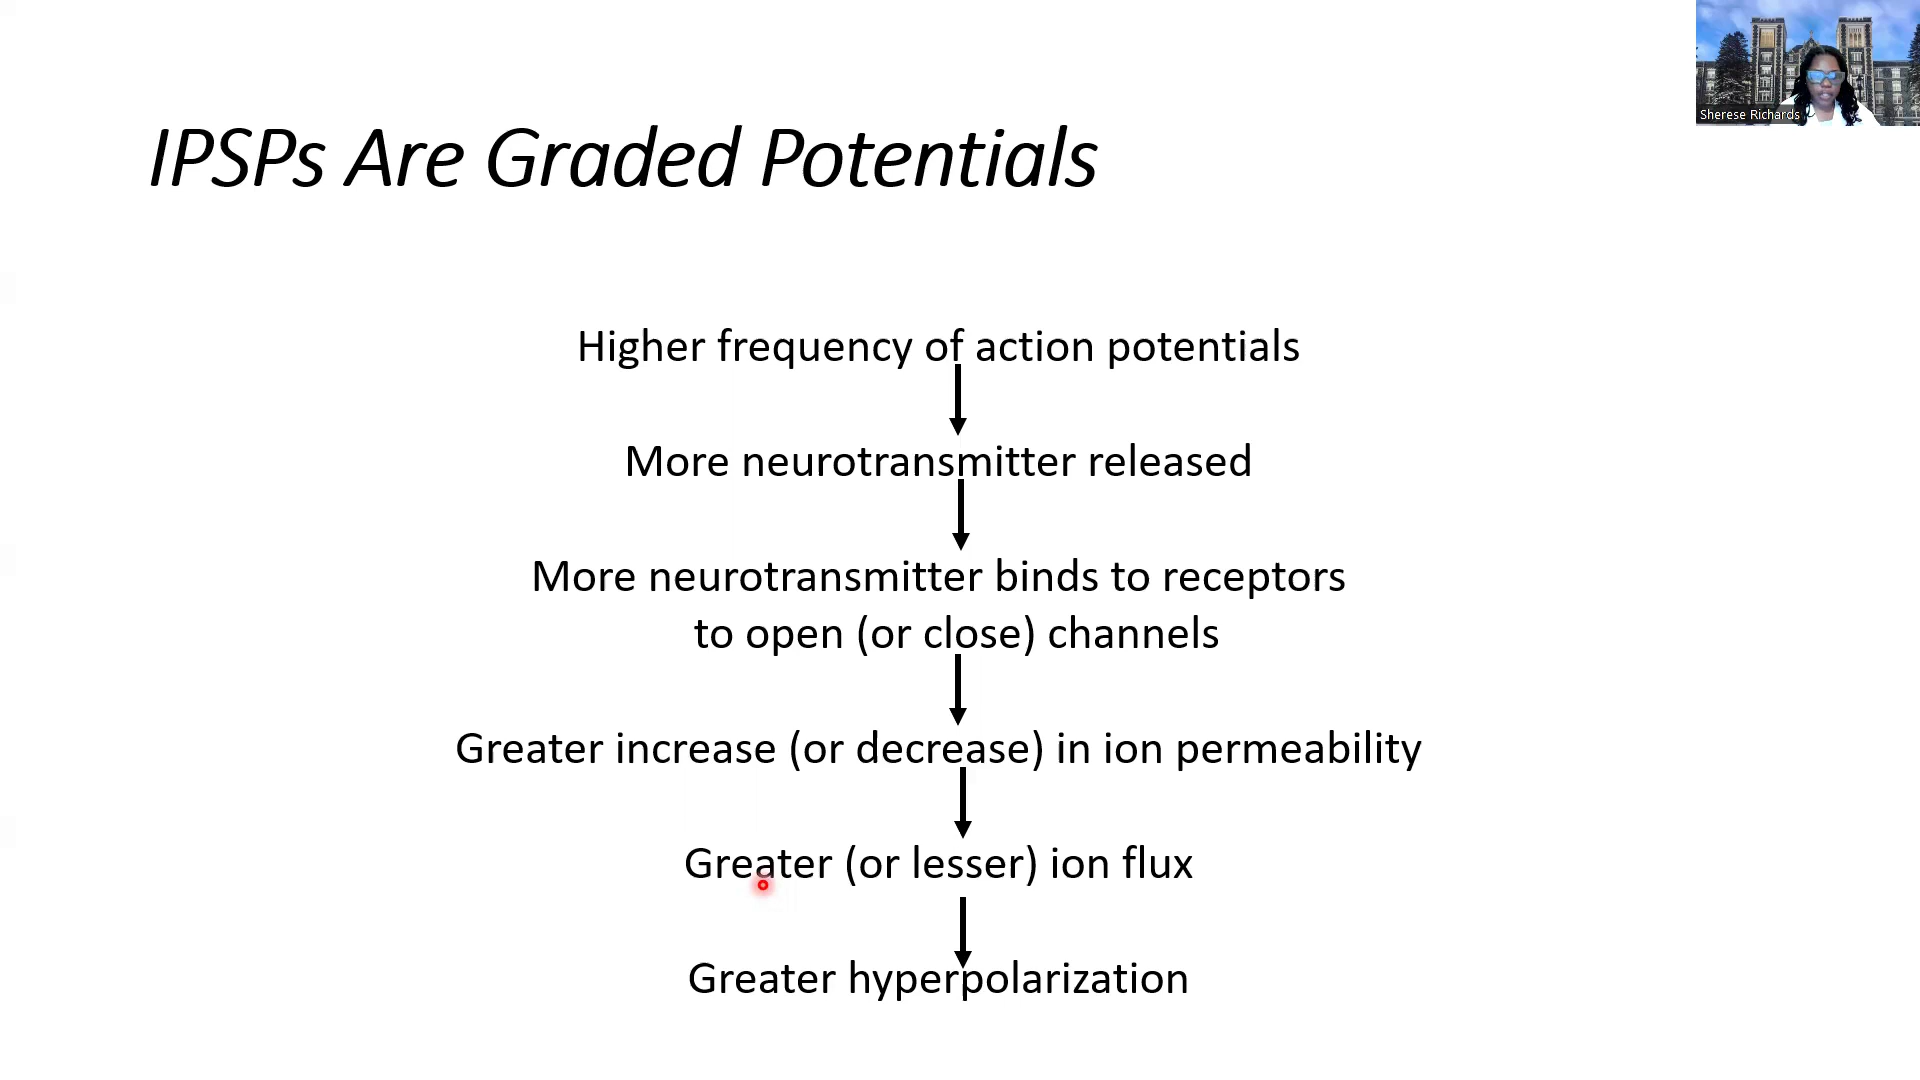 Sherese Richards
IPSPs Are Graded Potentials
Higher frequency of action potentials
More neurotransmitter released
More neurotransmitter binds to receptors
to open (or close) channels
Greater increase (or decrease) in ion permeability
Greater (or lesser) ion flux
Greater hyperpolarization